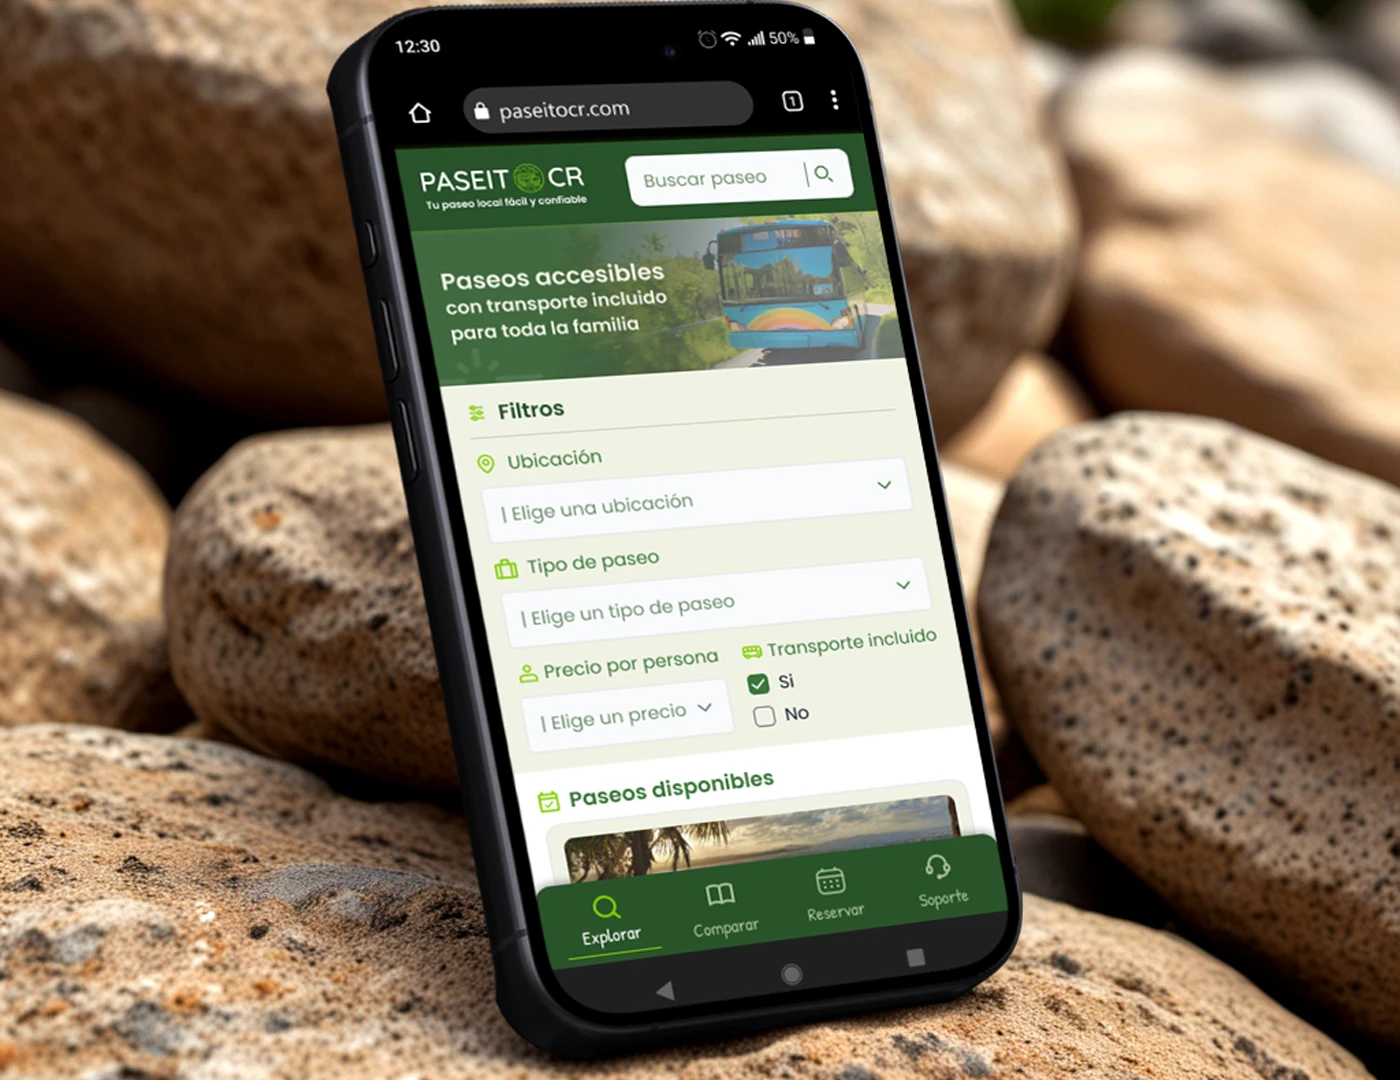 12:30
50%
paseitocr.com
1
PASEITOCR
Tu paseo local fácil y confiable
Buscar paseo
Paseos accesibles
con transporte incluido
para toda la familia
Filtros
Ubicación
| Elige una ubicación
Tipo de paseo
| Elige un tipo de paseo
Precio por persona
Transporte incluido
| Elige un precio
Si
No
Paseos disponibles
Explorar
Comparar
Reservar
Soporte